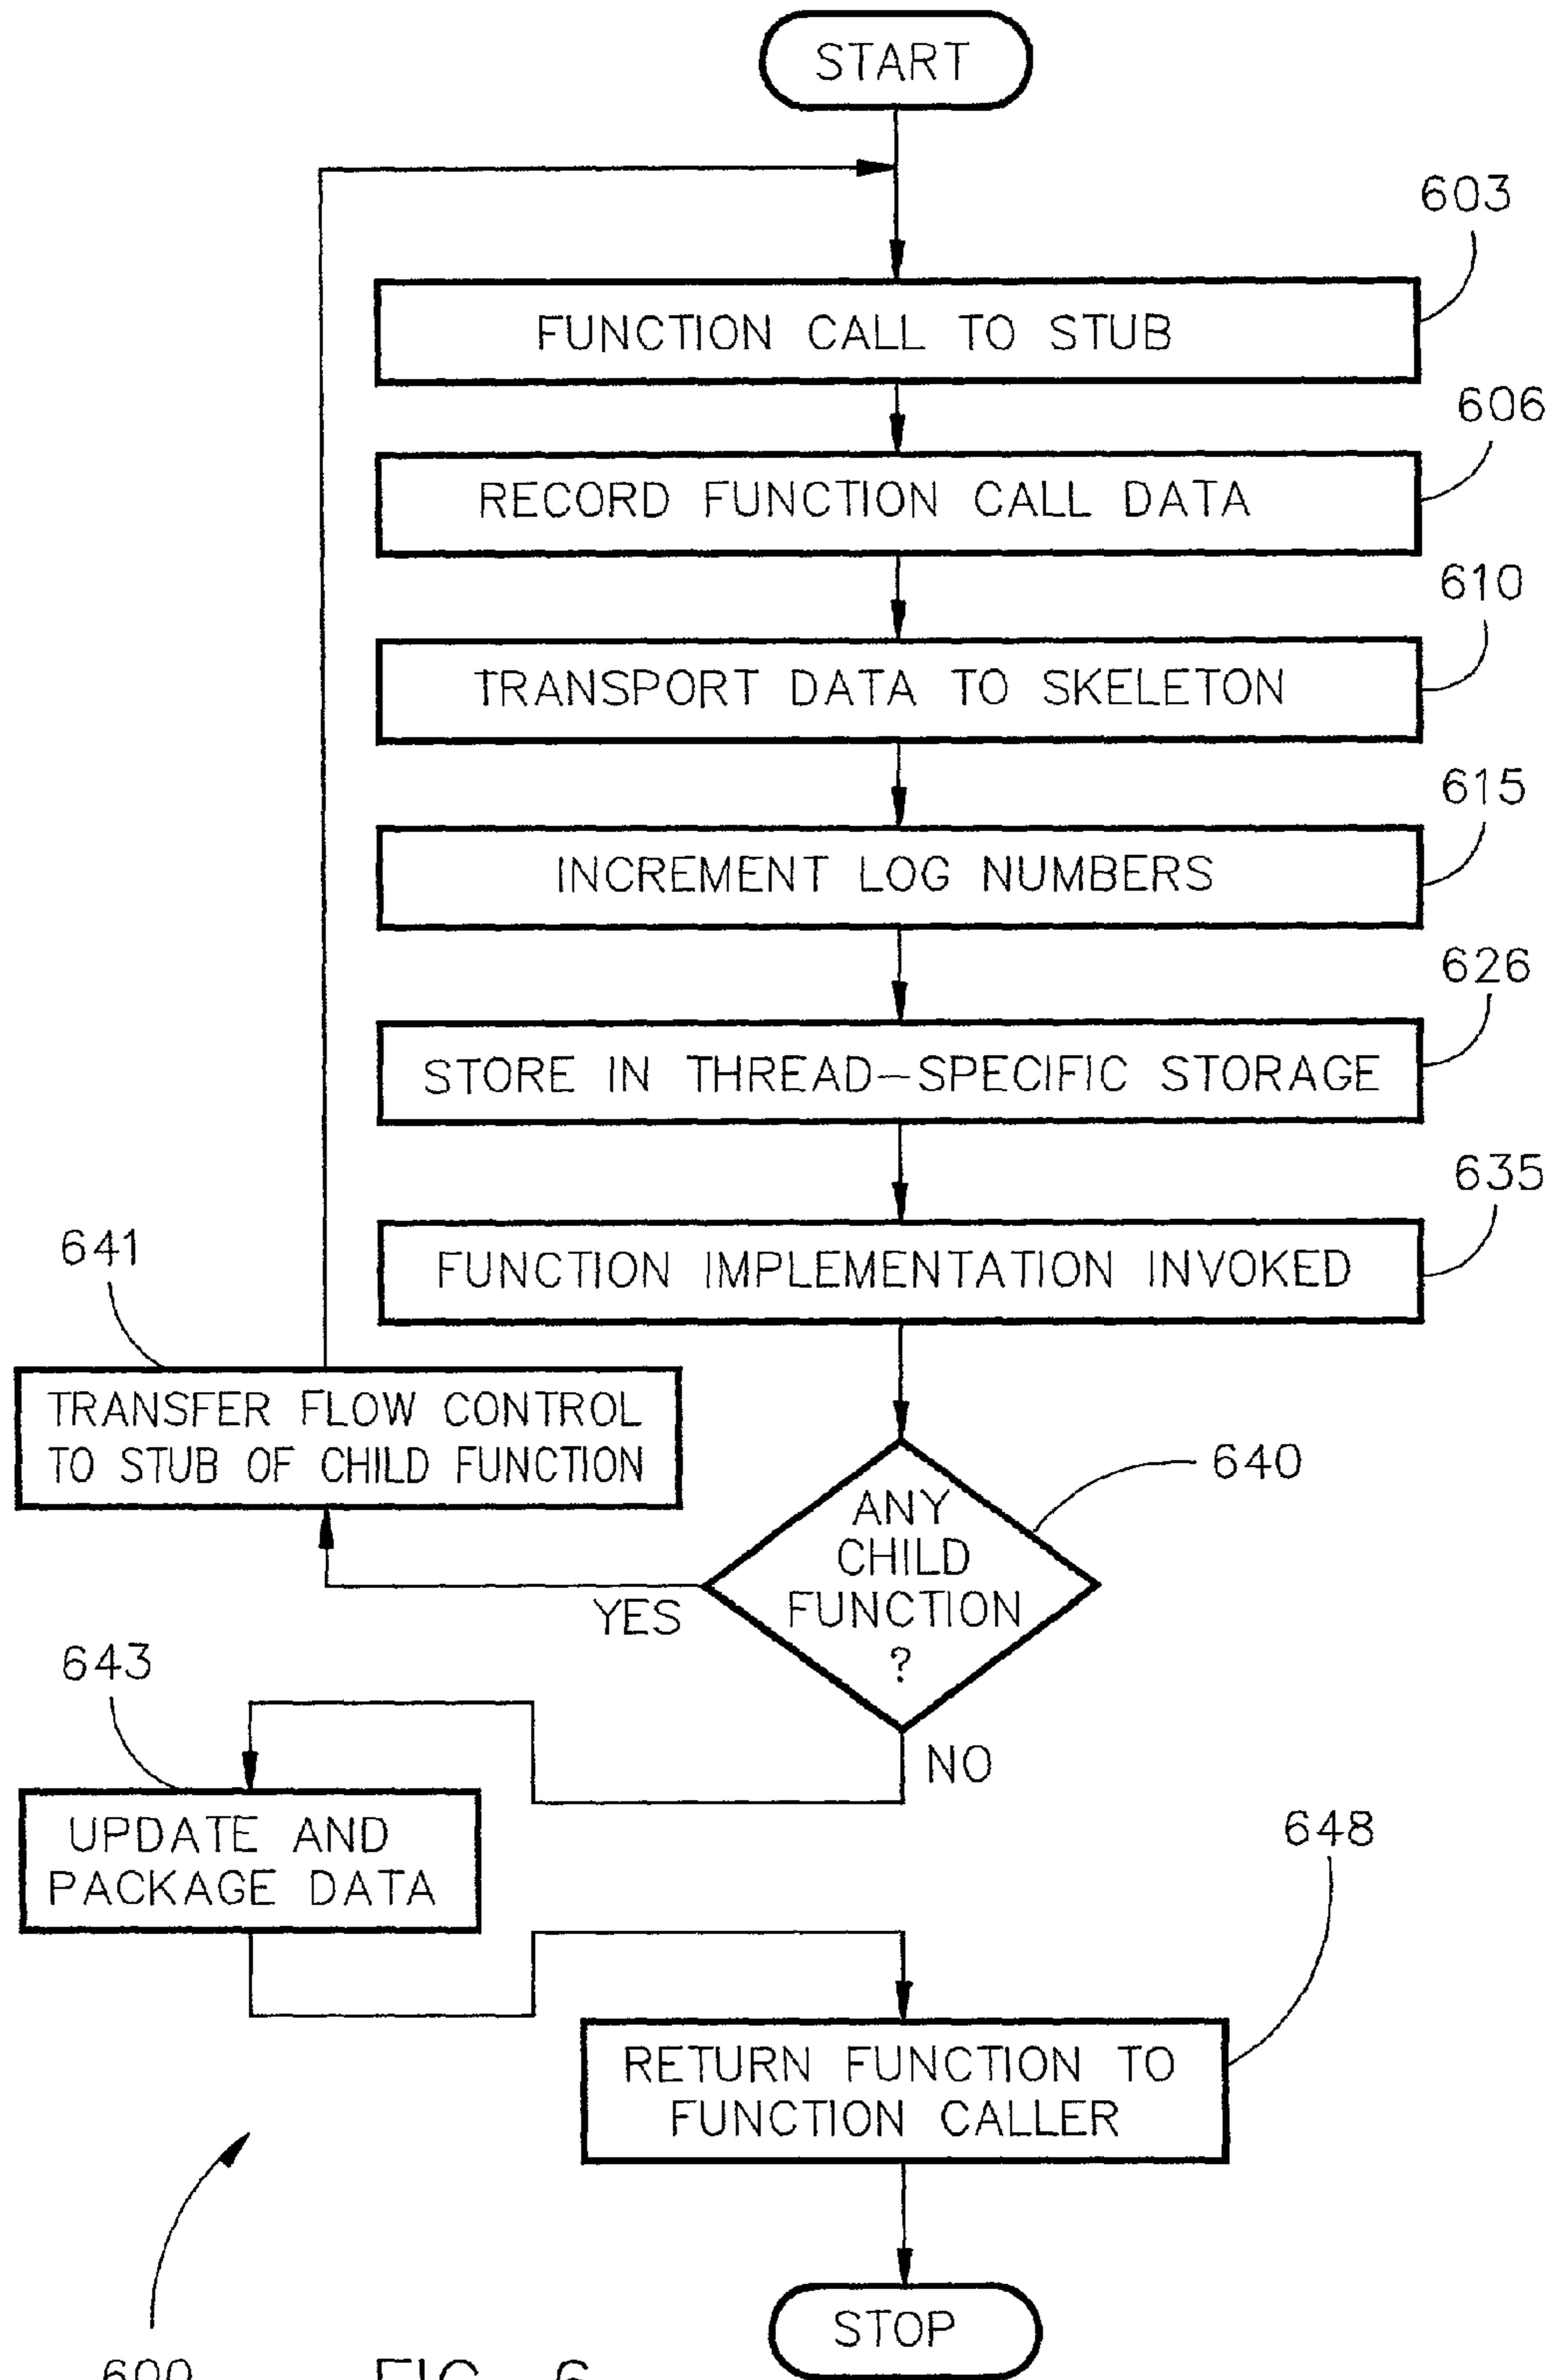 START
603
FUNCTION CALL TO STUB
606
RECORD FUNCTION CALL DATA
610
TRANSPORT DATA TO SKELETON
615
INCREMENT LOG NUMBERS
626
STORE IN THREAD-SPECIFIC STORAGE
635
FUNCTION IMPLEMENTATION INVOKED
641
TRANSFER FLOW CONTROL
TO STUB OF CHILD FUNCTION
640
ANY
CHILD
FUNCTION
?
YES
NO
643
UPDATE AND
PACKAGE DATA
648
RETURN FUNCTION TO
FUNCTION CALLER
STOP
600
FIG. 6